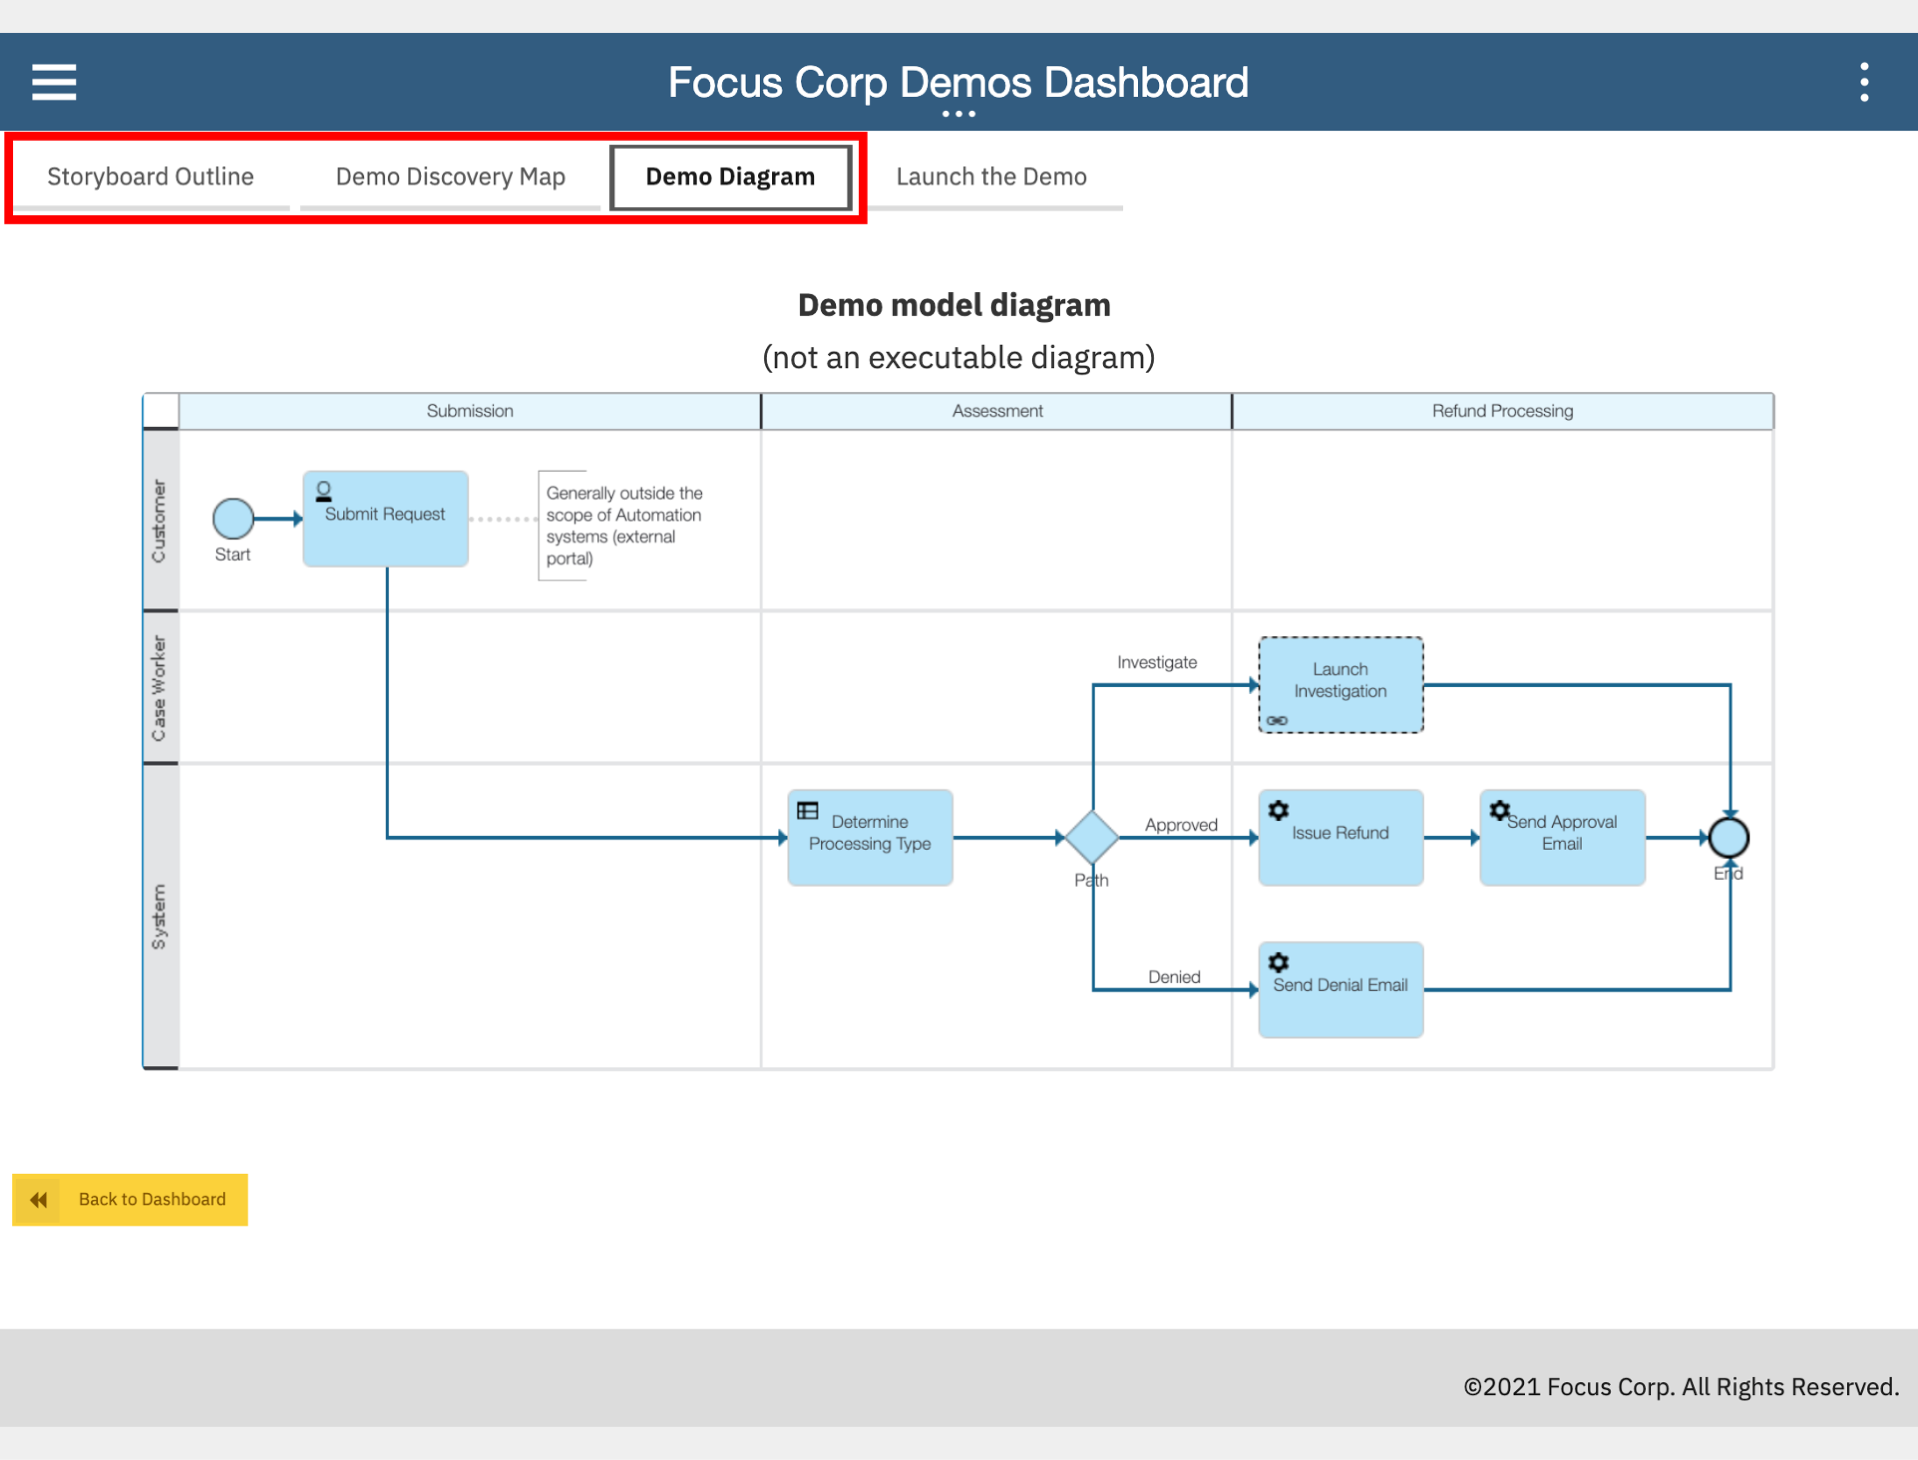 Focus Corp Demos Dashboard
Storyboard Outline
Demo Discovery Map
Demo Diagram
Launch the Demo
Demo model diagram
(not an executable diagram)
Submission
Assessment
Refund Processing
Customer
Start
Submit Request
Generally outside the
scope of Automation
systems (external
portal)
Case Worker
Investigate
Launch
Investigation
System
Determine
Processing Type
Path
Approved
Issue Refund
Send Approval
Email
End
Denied
Send Denial Email
Back to Dashboard
©2021 Focus Corp. All Rights Reserved.